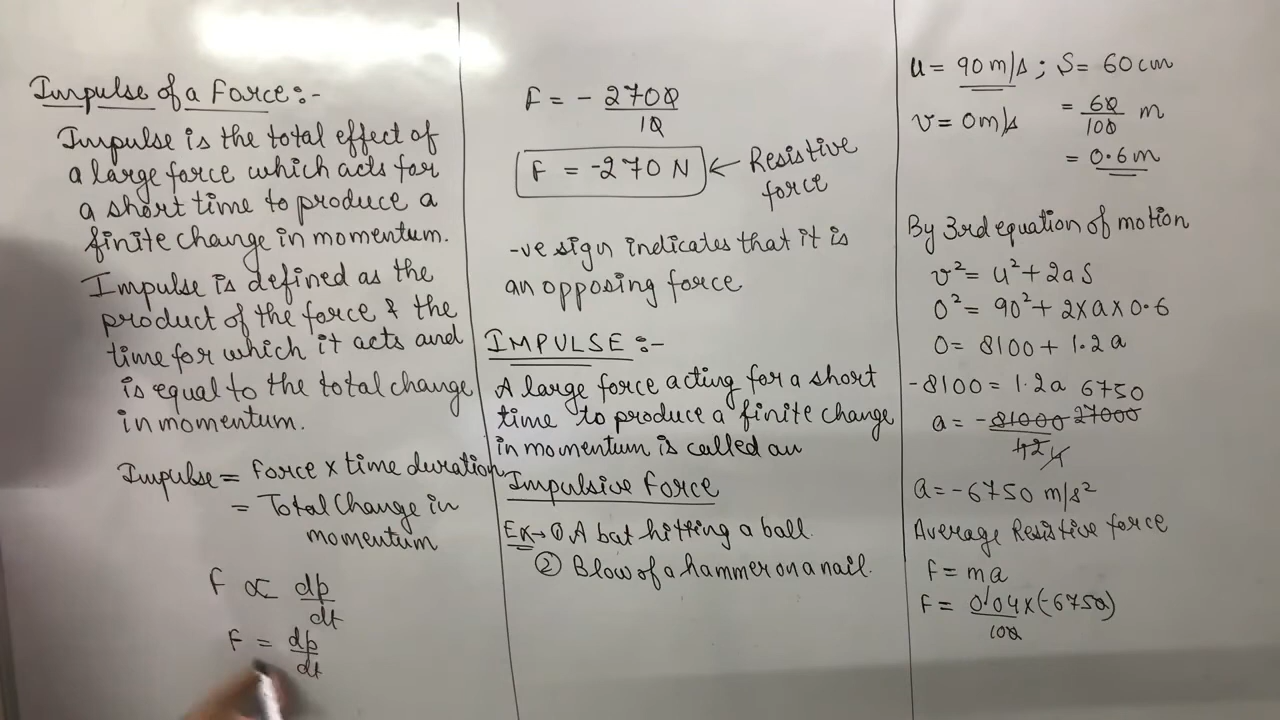 Impulse of a Force:-
Impulse is the total effect of
a large force which acts for
a short time to produce a
finite change in momentum.
Impulse is defined as the
product of the force & the
time for which it acts and
is equal to the total change
in momentum.
Impulse = Force × time duration
= Total Change in
momentum
F ∝ dp/dt
F = dp/dt
F = - 2700/10
F = -270 N ← Resistive
force
-ve sign indicates that it is
an opposing force
IMPULSE :-
A large force acting for a short
time to produce a finite change
in momentum is called an
Impulsive Force
Ex→ ① A bat hitting a ball.
② Blow of a hammer on a nail.
u = 90 m/s ; S = 60 cm
v = 0 m/s = 60/100 m
= 0.6 m
By 3rd equation of motion
v² = u² + 2aS
0² = 90² + 2×a×0.6
0 = 8100 + 1.2a
-8100 = 1.2a 6750
a = - 81000 27000
12 4
a = -6750 m/s²
Average Resistive force
F = ma
F = 0.04×(-6750)
100